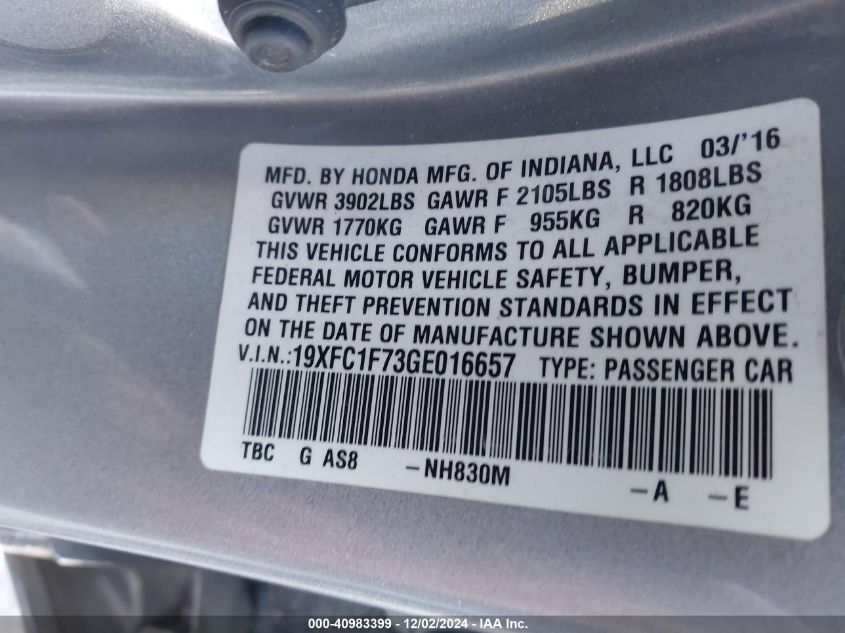 MFD. BY HONDA MFG. OF INDIANA, LLC 03/'16
GVWR 3902LBS GAWR F 2105LBS R 1808LBS
GVWR 1770KG GAWR F 955KG R 820KG
THIS VEHICLE CONFORMS TO ALL APPLICABLE
FEDERAL MOTOR VEHICLE SAFETY, BUMPER,
AND THEFT PREVENTION STANDARDS IN EFFECT
ON THE DATE OF MANUFACTURE SHOWN ABOVE.
V.I.N.:19XFC1F73GE016657 TYPE: PASSENGER CAR
TBC G AS8 -NH830M -A -E
000-40983399 - 12/02/2024 - IAA Inc.